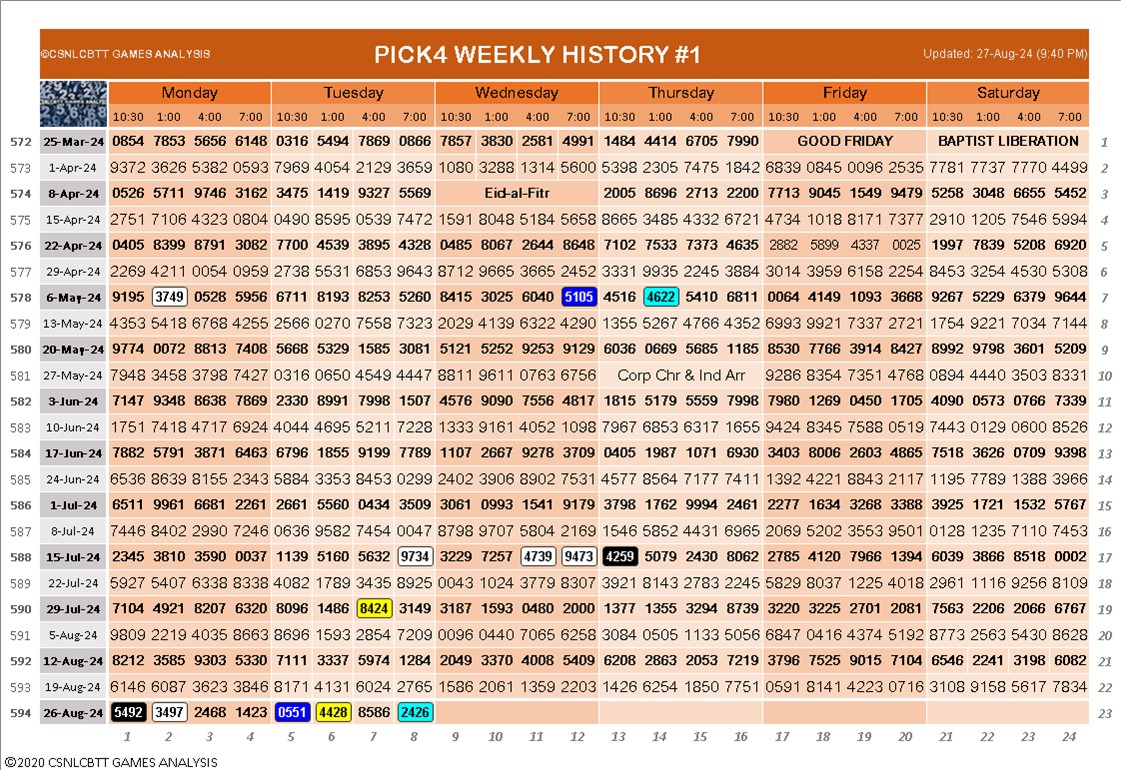 ©CSNLCBTT GAMES ANALYSIS PICK4 WEEKLY HISTORY #1 Updated: 27-Aug-24 (9:40 PM)
Monday Tuesday Wednesday Thursday Friday Saturday
10:30 1:00 4:00 7:00 10:30 1:00 4:00 7:00 10:30 1:00 4:00 7:00 10:30 1:00 4:00 7:00 10:30 1:00 4:00 7:00 10:30 1:00 4:00 7:00
572 25-Mar-24 0854 7853 5656 6148 0316 5494 7869 0866 7857 3830 2581 4991 1484 4414 6705 7990 GOOD FRIDAY BAPTIST LIBERATION 1
573 1-Apr-24 9372 3626 5382 0593 7969 4054 2129 3659 1080 3288 1314 5600 5398 2305 7475 1842 6839 0845 0096 2535 7781 7737 7770 4499 2
574 8-Apr-24 0526 5711 9746 3162 3475 1419 9327 5569 Eid-al-Fitr 2005 8696 2713 2200 7713 9045 1549 9479 5258 3048 6655 5452 3
575 15-Apr-24 2751 7106 4323 0804 0490 8595 0539 7472 1591 8048 5184 5658 8665 3485 4332 6721 4734 1018 8171 7377 2910 1205 7546 5994 4
576 22-Apr-24 0405 8399 8791 3082 7700 4539 3895 4328 0485 8067 2644 8648 7102 7533 7373 4635 2882 5899 4337 0025 1997 7839 5208 6920 5
577 29-Apr-24 2269 4211 0054 0959 2738 5531 6853 9643 8712 9665 3665 2452 3331 9935 2245 3884 3014 3959 6158 2254 8453 3254 4530 5308 6
578 6-May-24 9195 3749 0528 5956 6711 8193 8253 5260 8415 3025 6040 5105 4516 4622 5410 6811 0064 4149 1093 3668 9267 5229 6379 9644 7
579 13-May-24 4353 5418 6768 4255 2566 0270 7558 7323 2029 4139 6322 4290 1355 5267 4766 4352 6993 9921 7337 2721 1754 9221 7034 7144 8
580 20-May-24 9774 0072 8813 7408 5668 5329 1585 3081 5121 5252 9253 9129 6036 0669 5685 1185 8530 7766 3914 8427 8992 9798 3601 5209 9
581 27-May-24 7948 3458 3798 7427 0316 0650 4549 4447 8811 9611 0763 6756 Corp Chr & Ind Arr 9286 8354 7351 4768 0894 4440 3503 8331 10
582 3-Jun-24 7147 9348 8638 7869 2330 8991 7998 1507 4576 9090 7556 4817 1815 5179 5559 7998 7980 1269 0450 1705 4090 0573 0766 7339 11
583 10-Jun-24 1751 7418 4717 6924 4044 4695 5211 7228 1333 9161 4052 1098 7967 6853 6317 1655 9424 8345 7588 0519 7443 0129 0600 8526 12
584 17-Jun-24 7882 5791 3871 6463 6796 1855 9199 7789 1107 2667 9278 3709 0405 1987 1071 6930 3403 8006 2603 4865 7518 3626 0709 9398 13
585 24-Jun-24 6536 8639 8155 2343 5884 3353 8453 0299 2402 3906 8902 7531 4577 8564 7177 7411 1392 4221 8843 2117 1195 7789 1388 3966 14
586 1-Jul-24 6511 9961 6681 2261 2661 5560 0434 3509 3061 0993 1541 9179 3798 1762 9994 2461 2277 1634 3268 3388 3925 1721 1532 5767 15
587 8-Jul-24 7446 8402 2990 7246 0636 9582 7454 0047 8798 9707 5804 2169 1546 5852 4431 6965 2069 5202 3553 9501 0128 1235 7110 7453 16
588 15-Jul-24 2345 3810 3590 0037 1139 5160 5632 9734 3229 7257 4739 9473 4259 5079 2430 8062 2785 4120 7966 1394 6039 3866 8518 0002 17
589 22-Jul-24 5927 5407 6338 8338 4082 1789 3435 8925 0043 1024 3779 8307 3921 8143 2783 2245 5829 8037 1225 4018 2961 1116 9256 8109 18
590 29-Jul-24 7104 4921 8207 6320 8096 1486 8424 3149 3187 1593 0480 2000 1377 1355 3294 8739 3220 3225 2701 2081 7563 2206 2066 6767 19
591 5-Aug-24 9809 2219 4035 8663 8696 1593 2854 7209 0096 0440 7065 6258 3084 0505 1133 5056 6847 0416 4374 5192 8773 2563 5430 8628 20
592 12-Aug-24 8212 3585 9303 5330 7111 3337 5974 1284 2049 3370 4008 5409 6208 2863 2053 7219 3796 7525 9015 7104 6546 2241 3198 6082 21
593 19-Aug-24 6146 6087 3623 3846 8171 4131 6024 2765 1586 2061 1359 2203 1426 6254 1850 7751 0591 8141 4223 0716 3108 9158 5617 7834 22
594 26-Aug-24 5492 3497 2468 1423 0551 4428 8586 2426 23
1 2 3 4 5 6 7 8 9 10 11 12 13 14 15 16 17 18 19 20 21 22 23 24
©2020 CSNLCBTT GAMES ANALYSIS